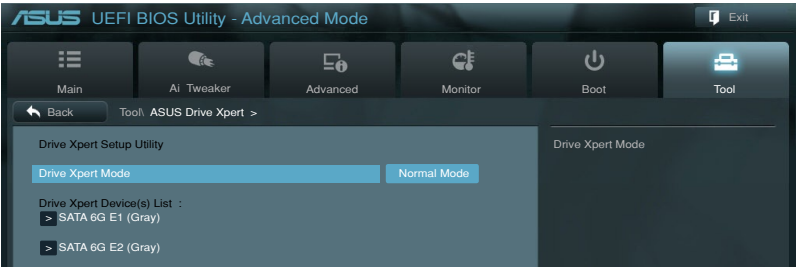 ASUS UEFI BIOS Utility - Advanced Mode
Exit
Main
Ai Tweaker
Advanced
Monitor
Boot
Tool
Back
Tool\ ASUS Drive Xpert >
Drive Xpert Setup Utility
Drive Xpert Mode
Normal Mode
Drive Xpert Device(s) List :
> SATA 6G E1 (Gray)
> SATA 6G E2 (Gray)
Drive Xpert Mode